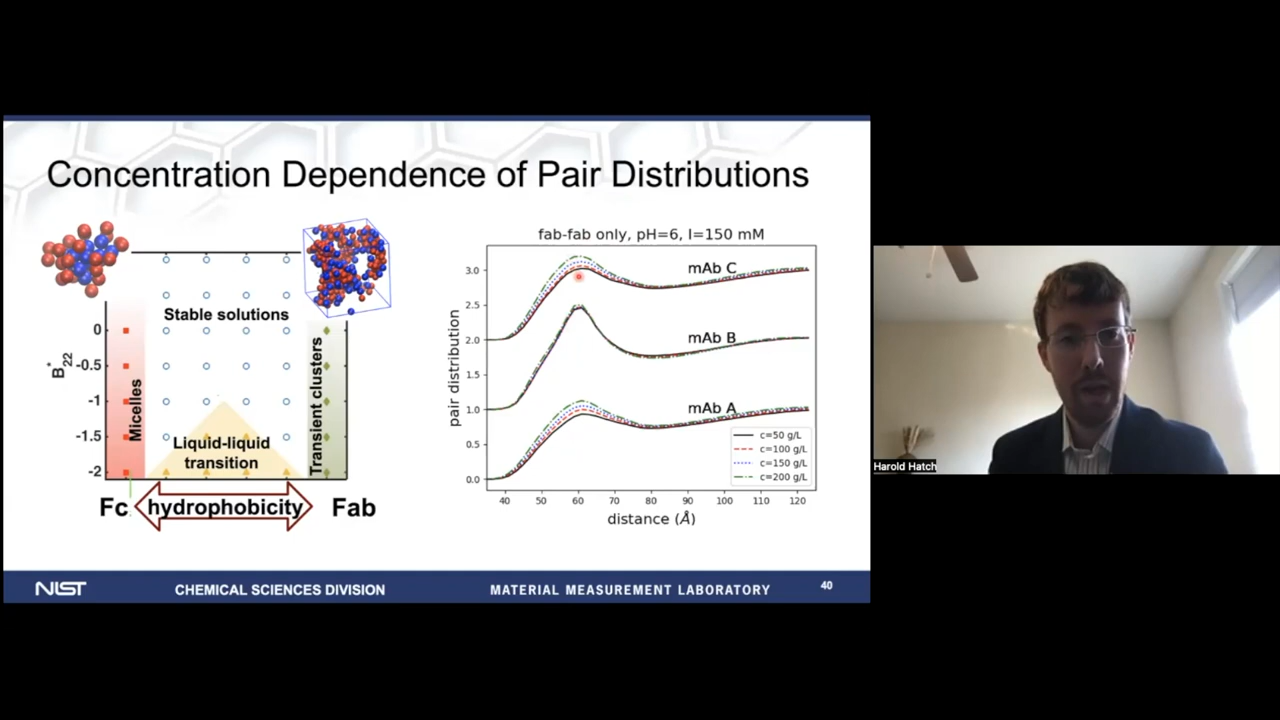 Concentration Dependence of Pair Distributions
B*22
0
-0.5
-1
-1.5
-2
Micelles
Stable solutions
Liquid-liquid
transition
Transient clusters
Fc
hydrophobicity
Fab
fab-fab only, pH=6, I=150 mM
pair distribution
3.0
2.5
2.0
1.5
1.0
0.5
0.0
mAb C
mAb B
mAb A
c=50 g/L
c=100 g/L
c=150 g/L
c=200 g/L
40 50 60 70 80 90 100 110 120
distance (Å)
NIST
CHEMICAL SCIENCES DIVISION
MATERIAL MEASUREMENT LABORATORY
40
Harold Hatch